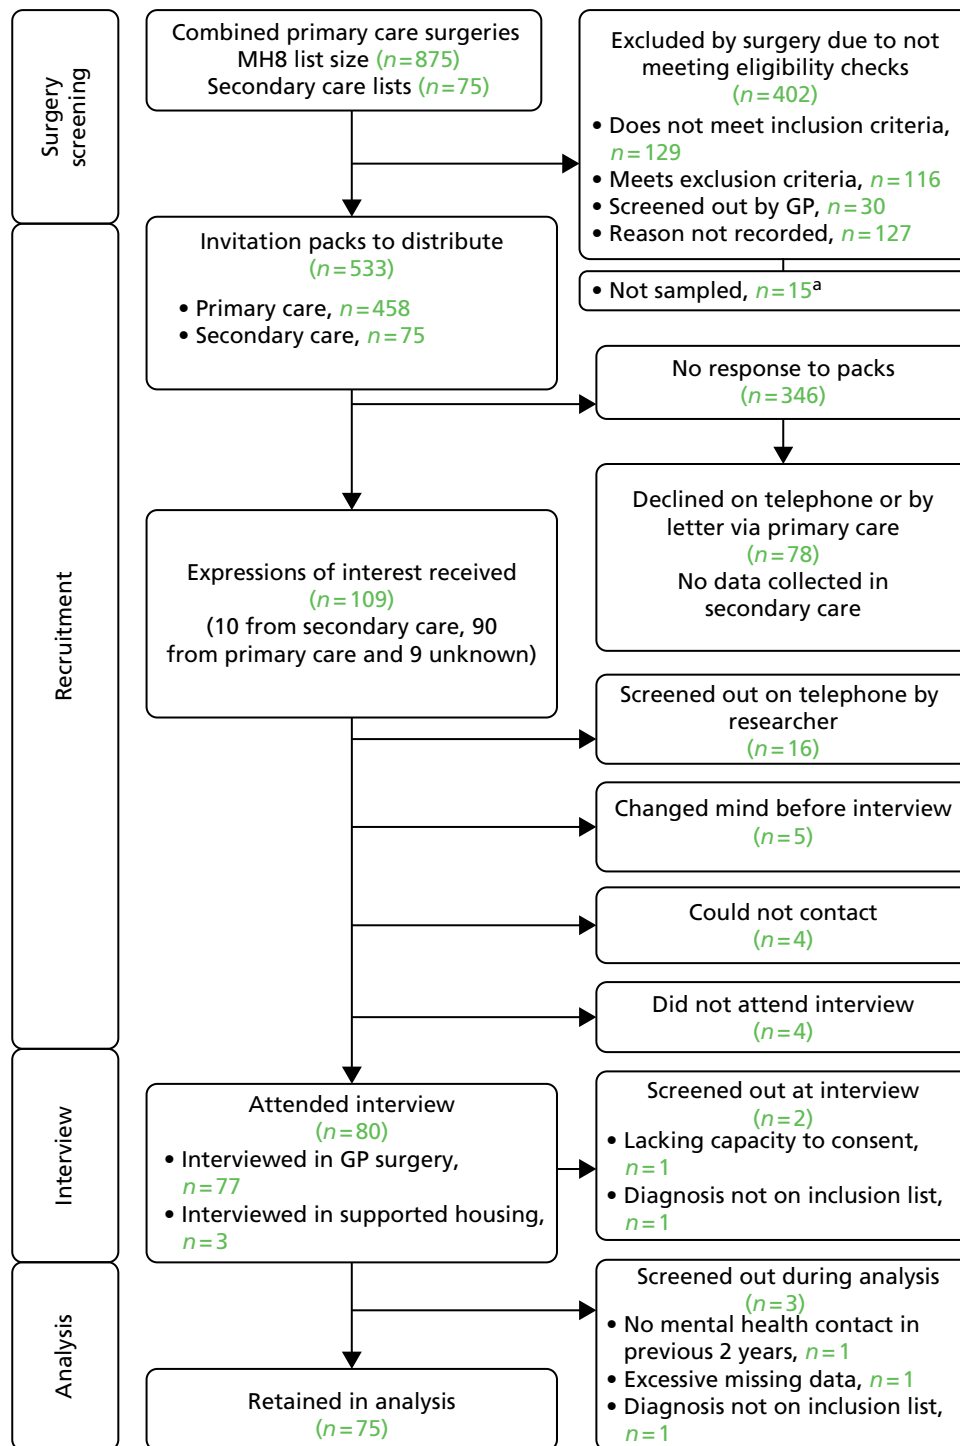 Surgery
screening
Combined primary care surgeries
MH8 list size (n=875)
Secondary care lists (n=75)
Excluded by surgery due to not
meeting eligibility checks
(n=402)
• Does not meet inclusion criteria,
n=129
• Meets exclusion criteria, n=116
• Screened out by GP, n=30
• Reason not recorded, n=127
• Not sampled, n=15a
Recruitment
Invitation packs to distribute
(n=533)
• Primary care, n=458
• Secondary care, n=75
No response to packs
(n=346)
Declined on telephone or by
letter via primary care
(n=78)
No data collected in
secondary care
Expressions of interest received
(n=109)
(10 from secondary care, 90
from primary care and 9 unknown)
Screened out on telephone by
researcher
(n=16)
Changed mind before interview
(n=5)
Could not contact
(n=4)
Did not attend interview
(n=4)
Interview
Attended interview
(n=80)
• Interviewed in GP surgery,
n=77
• Interviewed in supported housing,
n=3
Screened out at interview
(n=2)
• Lacking capacity to consent,
n=1
• Diagnosis not on inclusion list,
n=1
Analysis
Screened out during analysis
(n=3)
• No mental health contact in
previous 2 years, n=1
• Excessive missing data, n=1
• Diagnosis not on inclusion list,
n=1
Retained in analysis
(n=75)